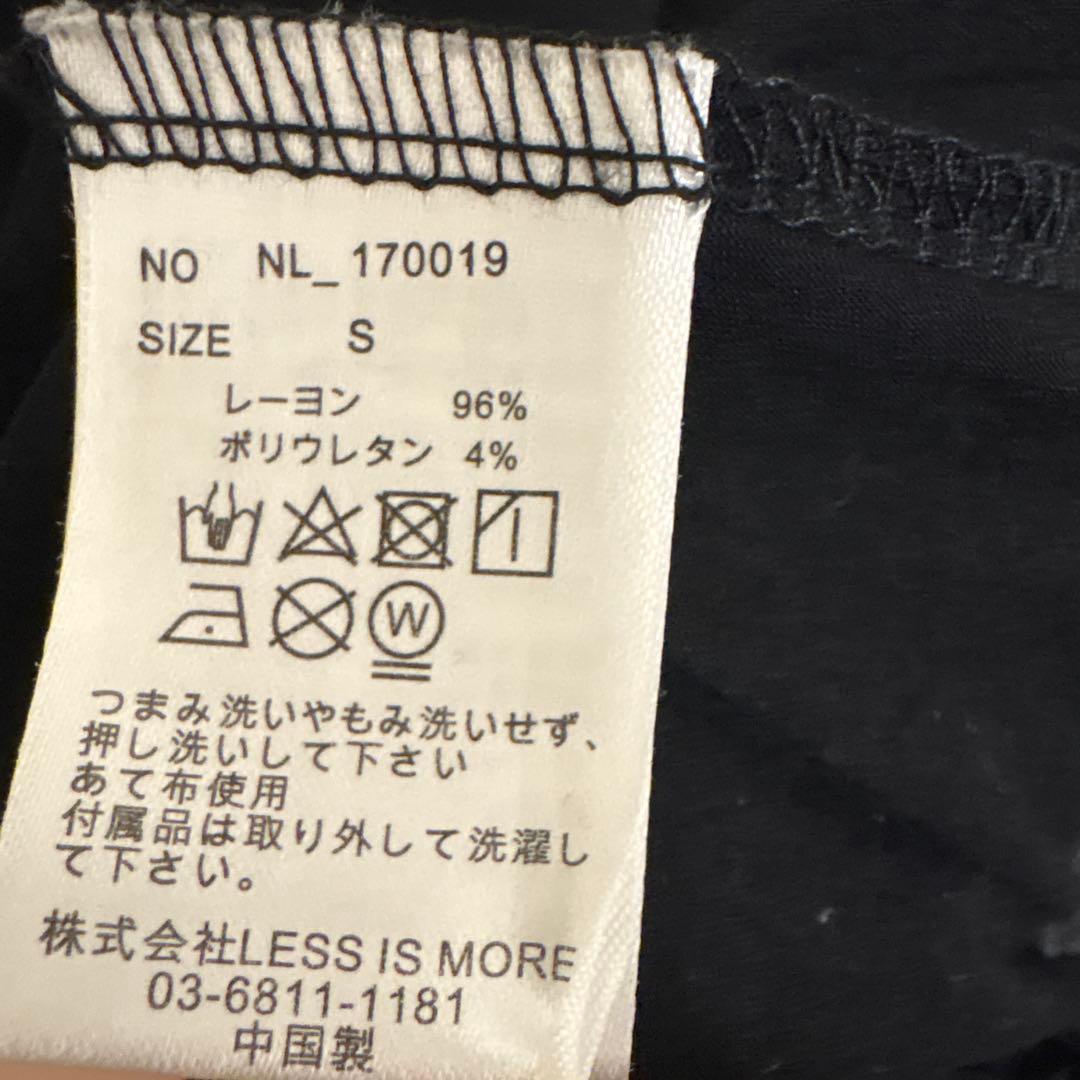 NO NL_170019
SIZE S
レーヨン 96%
ポリウレタン 4%
W
つまみ洗いやもみ洗いせず、
押し洗いして下さい
あて布使用
付属品は取り外して洗濯し
て下さい。
株式会社LESS IS MORE
03-6811-1181
中国製